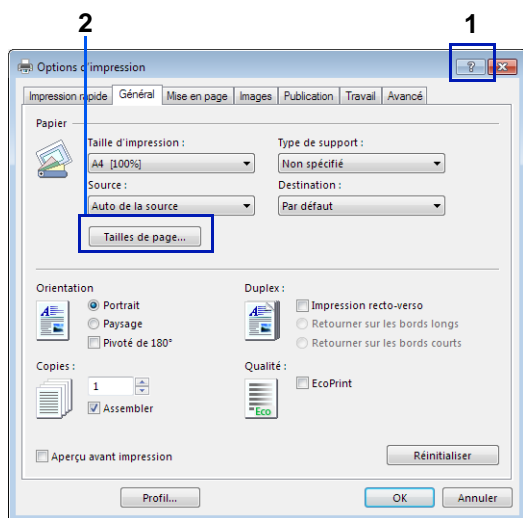 2 1
Options d'impression
?
Impression rapide Général Mise en page Images Publication Travail Avancé
Papier
Taille d'impression : Type de support :
A4 [100%] Non spécifié
Source : Destination :
Auto de la source Par défaut
Tailles de page...
Orientation Duplex :
Portrait Impression recto-verso
Paysage Retourner sur les bords longs
Pivoté de 180° Retourner sur les bords courts
Copies : Qualité :
1 EcoPrint
Assembler
Eco
Aperçu avant impression Réinitialiser
Profil... OK Annuler